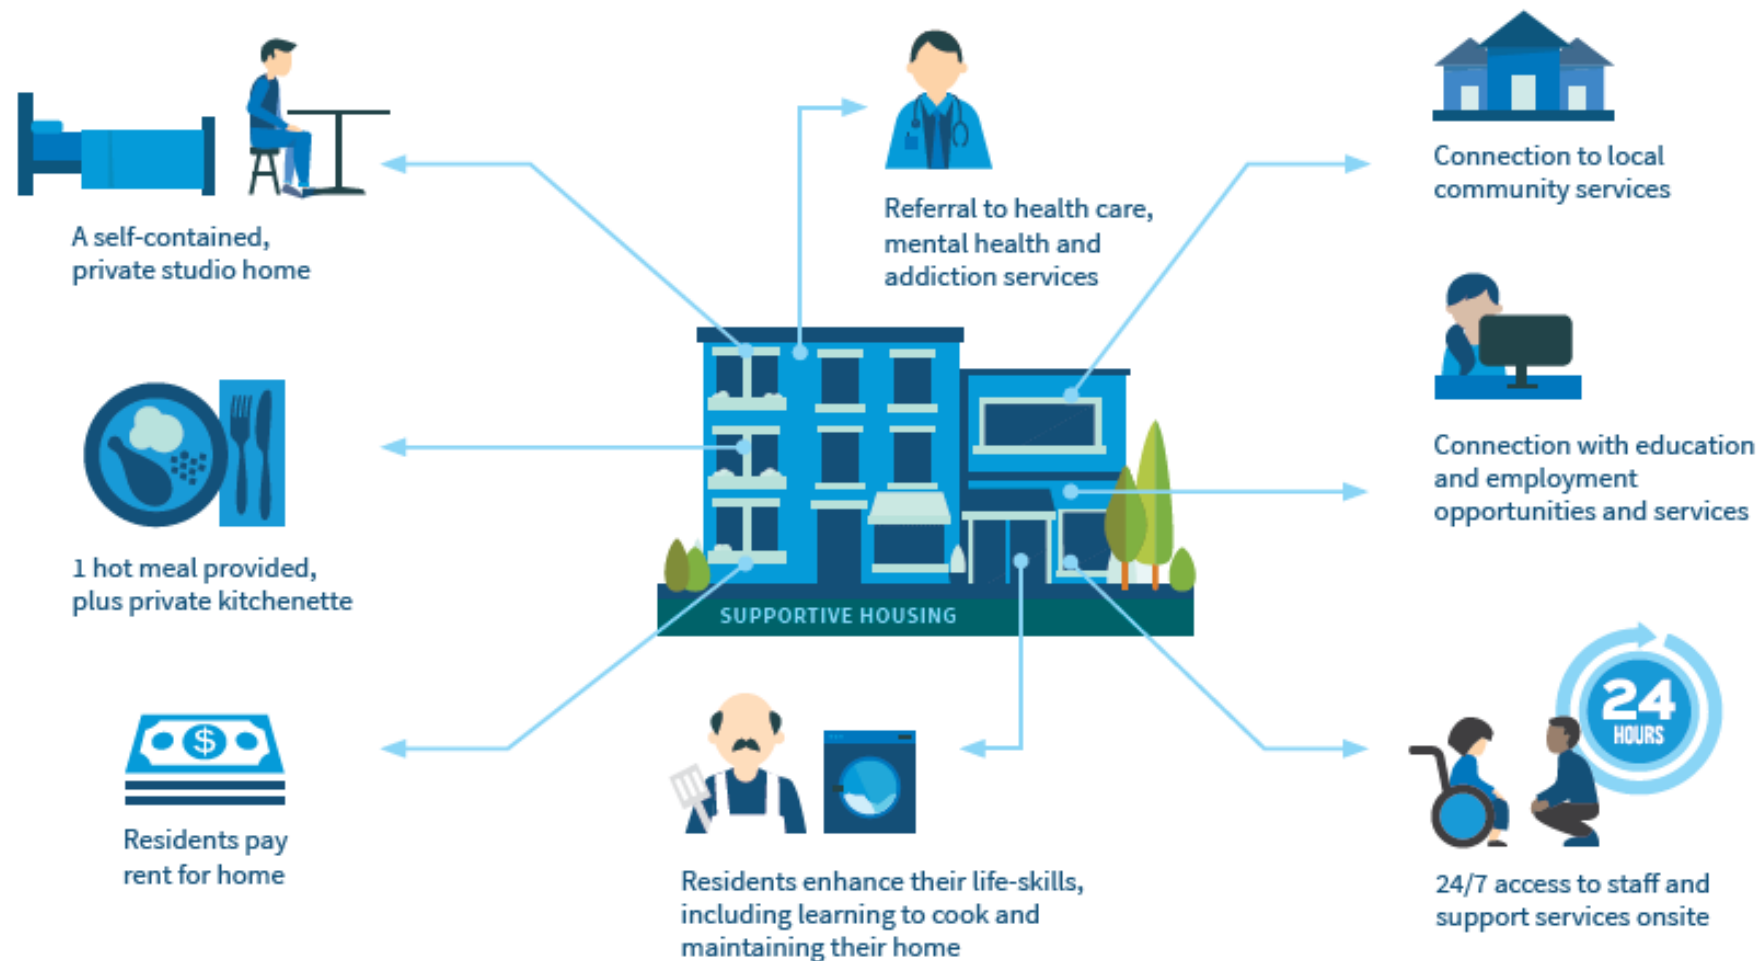 A self-contained,
private studio home
Referral to health care,
mental health and
addiction services
Connection to local
community services
1 hot meal provided,
plus private kitchenette
Connection with education
and employment
opportunities and services
SUPPORTIVE HOUSING
$
Residents pay
rent for home
Residents enhance their life-skills,
including learning to cook and
maintaining their home
24
HOURS
24/7 access to staff and
support services onsite